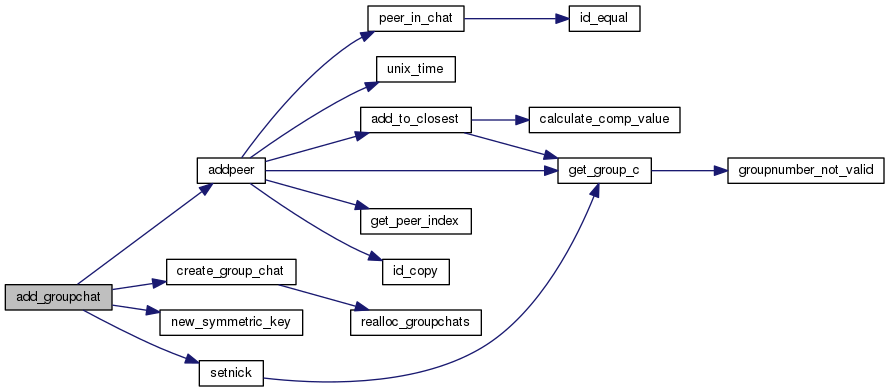 peer_in_chat
id_equal
unix_time
add_to_closest
calculate_comp_value
addpeer
get_group_c
groupnumber_not_valid
get_peer_index
create_group_chat
id_copy
add_groupchat
new_symmetric_key
realloc_groupchats
setnick